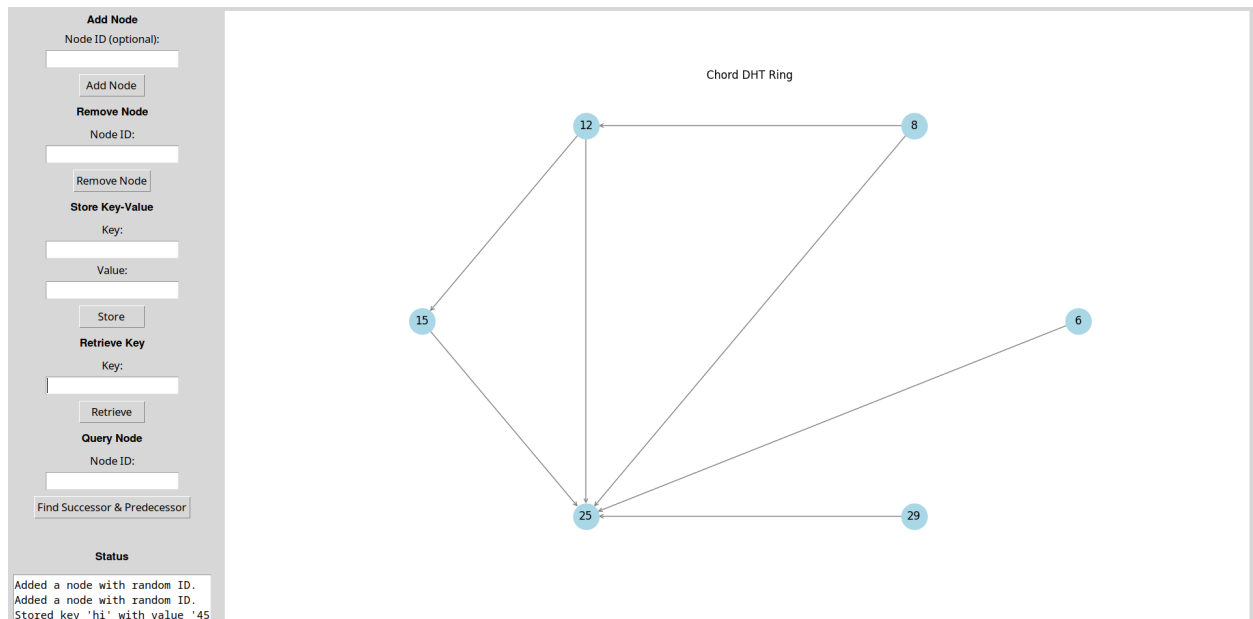 Add Node
Node ID (optional):
Add Node
Remove Node
Node ID:
Remove Node
Store Key-Value
Key:
Value:
Store
Retrieve Key
Key:
Retrieve
Query Node
Node ID:
Find Successor & Predecessor
Status
Added a node with random ID.
Added a node with random ID.
Stored key 'hi' with value '45
Chord DHT Ring
12
8
15
6
25
29